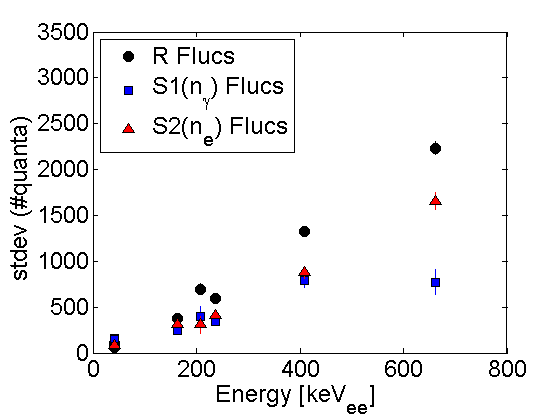 3500
3000
2500
2000
1500
1000
500
0
stdev (#quanta)
R Flucs
S1(nγ) Flucs
S2(ne) Flucs
0 200 400 600 800
Energy [keVee]